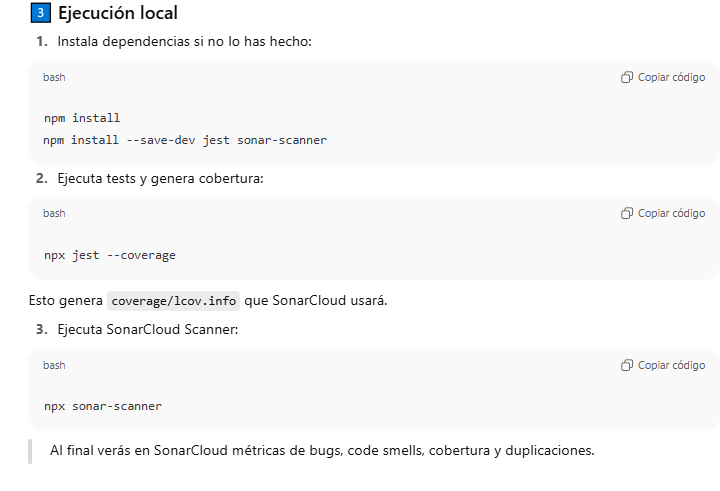 3 Ejecución local
1. Instala dependencias si no lo has hecho:
bash Copiar código
npm install
npm install --save-dev jest sonar-scanner
2. Ejecuta tests y genera cobertura:
bash Copiar código
npx jest --coverage
Esto genera coverage/lcov.info que SonarCloud usará.
3. Ejecuta SonarCloud Scanner:
bash Copiar código
npx sonar-scanner
Al final verás en SonarCloud métricas de bugs, code smells, cobertura y duplicaciones.